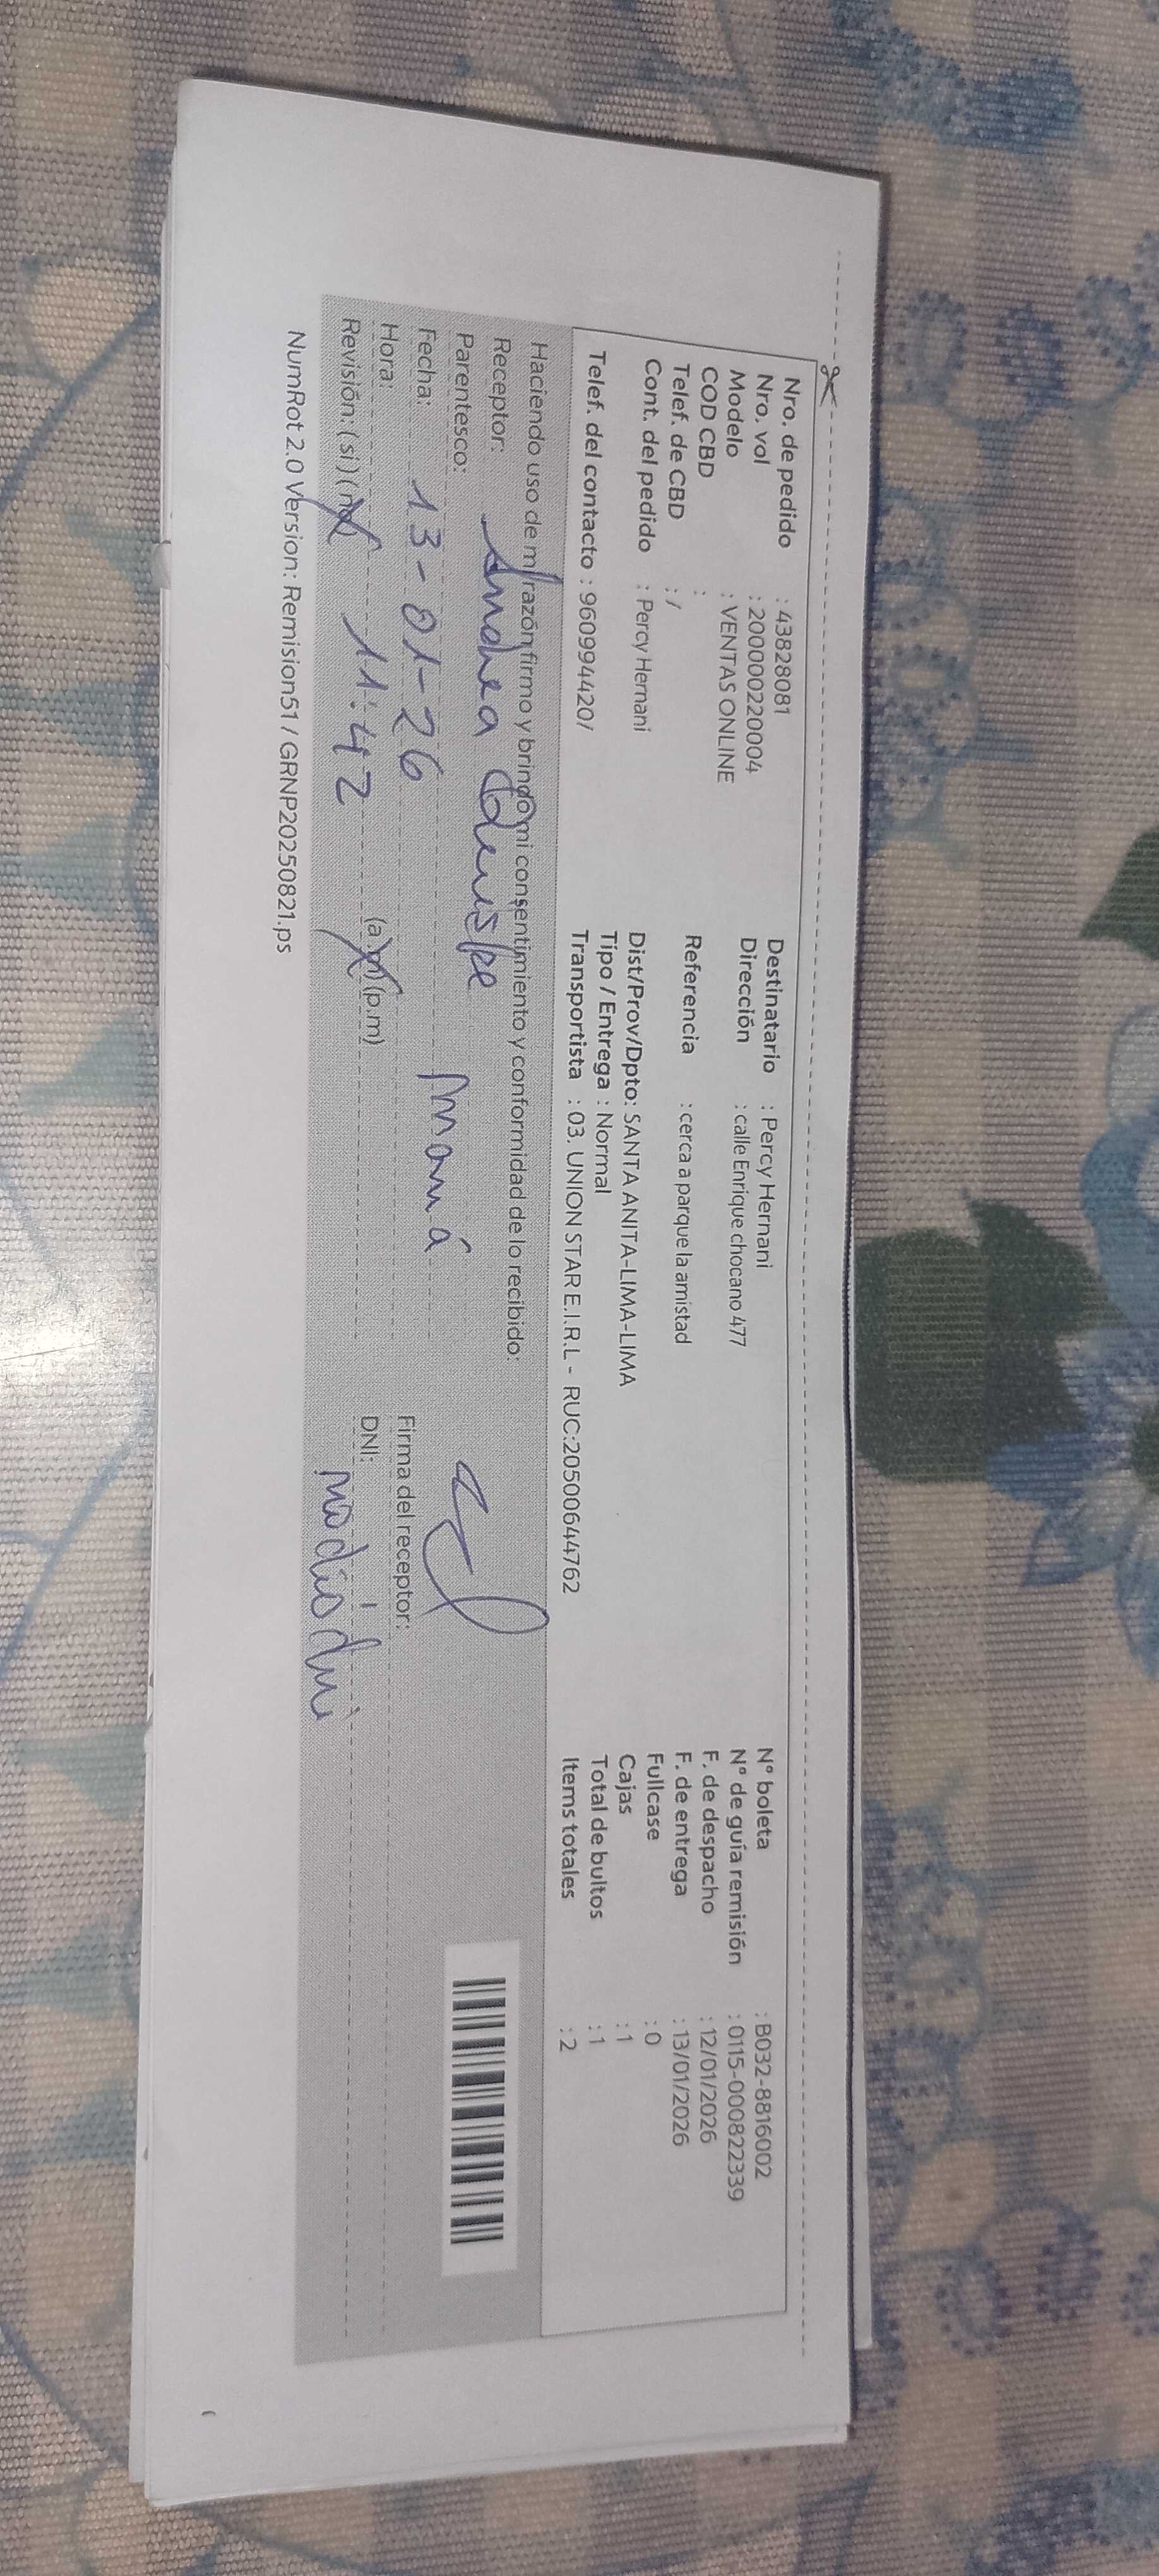 Nro. de pedido : 43828081
Nro. vol : 20000220004
Modelo : VENTAS ONLINE
COD CBD :
Telef. de CBD : /
Cont. del pedido : Percy Hernani
Telef. del contacto : 960994420/
Destinatario : Percy Hernani
Dirección : calle Enrique chocano 477
Referencia : cerca a parque la amistad
Dist/Prov/Dpto: SANTA ANITA-LIMA-LIMA
Tipo / Entrega : Normal
Transportista : 03. UNION STAR E.I.R.L - RUC:20500644762
N° boleta : B032-8816002
N° de guía remisión : 0115-000822339
F. de despacho : 12/01/2026
F. de entrega : 13/01/2026
Fullcase : 0
Cajas : 1
Total de bultos : 1
Items totales : 2
Haciendo uso de mi razón firmo y brindo mi consentimiento y conformidad de lo recibido:
Receptor: Andrea
Parentesco: mamá
Fecha: 13-01-26
Hora: 11:42 (a.m) (p.m)
Revisión: (si) (no)
Firma del receptor:
DNI: no dio dni
NumRot 2.0 Version: Remision51 / GRNP20250821.ps